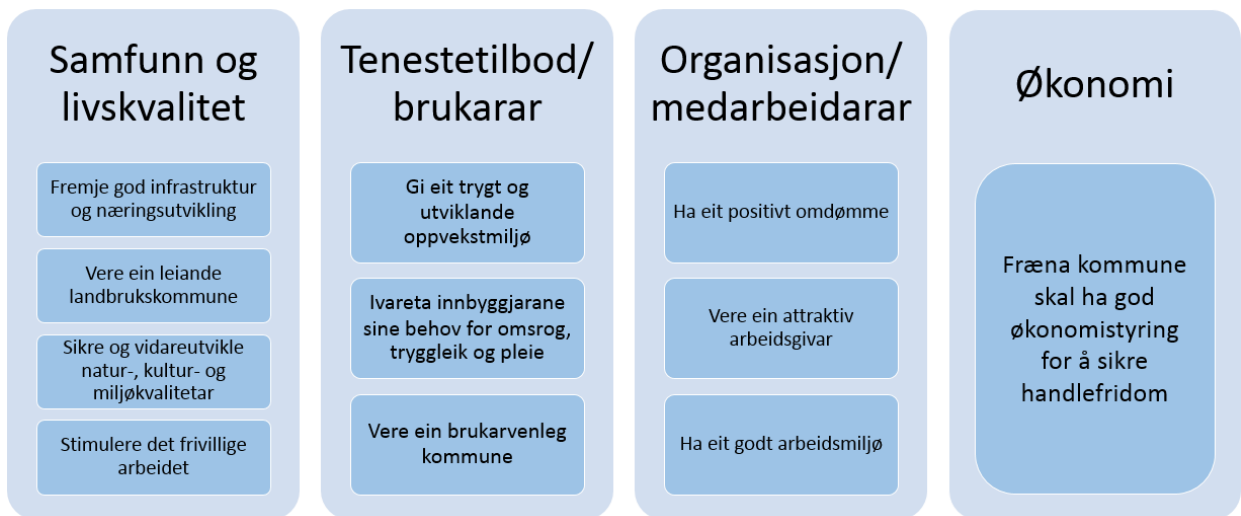 Samfunn og
livskvalitet
Fremje god infrastruktur
og næringsutvikling
Vere ein leiande
landbrukskommune
Sikre og vidareutvikle
natur-, kultur- og
miljøkvalitetar
Stimulere det frivillige
arbeidet
Tenestetilbod/
brukarar
Gi eit trygt og
utviklande
oppvekstmiljø
Ivareta innbyggjarane
sine behov for omsrog,
tryggleik og pleie
Vere ein brukarvenleg
kommune
Organisasjon/
medarbeidarar
Ha eit positivt omdømme
Vere ein attraktiv
arbeidsgivar
Ha eit godt arbeidsmiljø
Økonomi
Fræna kommune
skal ha god
økonomistyring
for å sikre
handlefridom